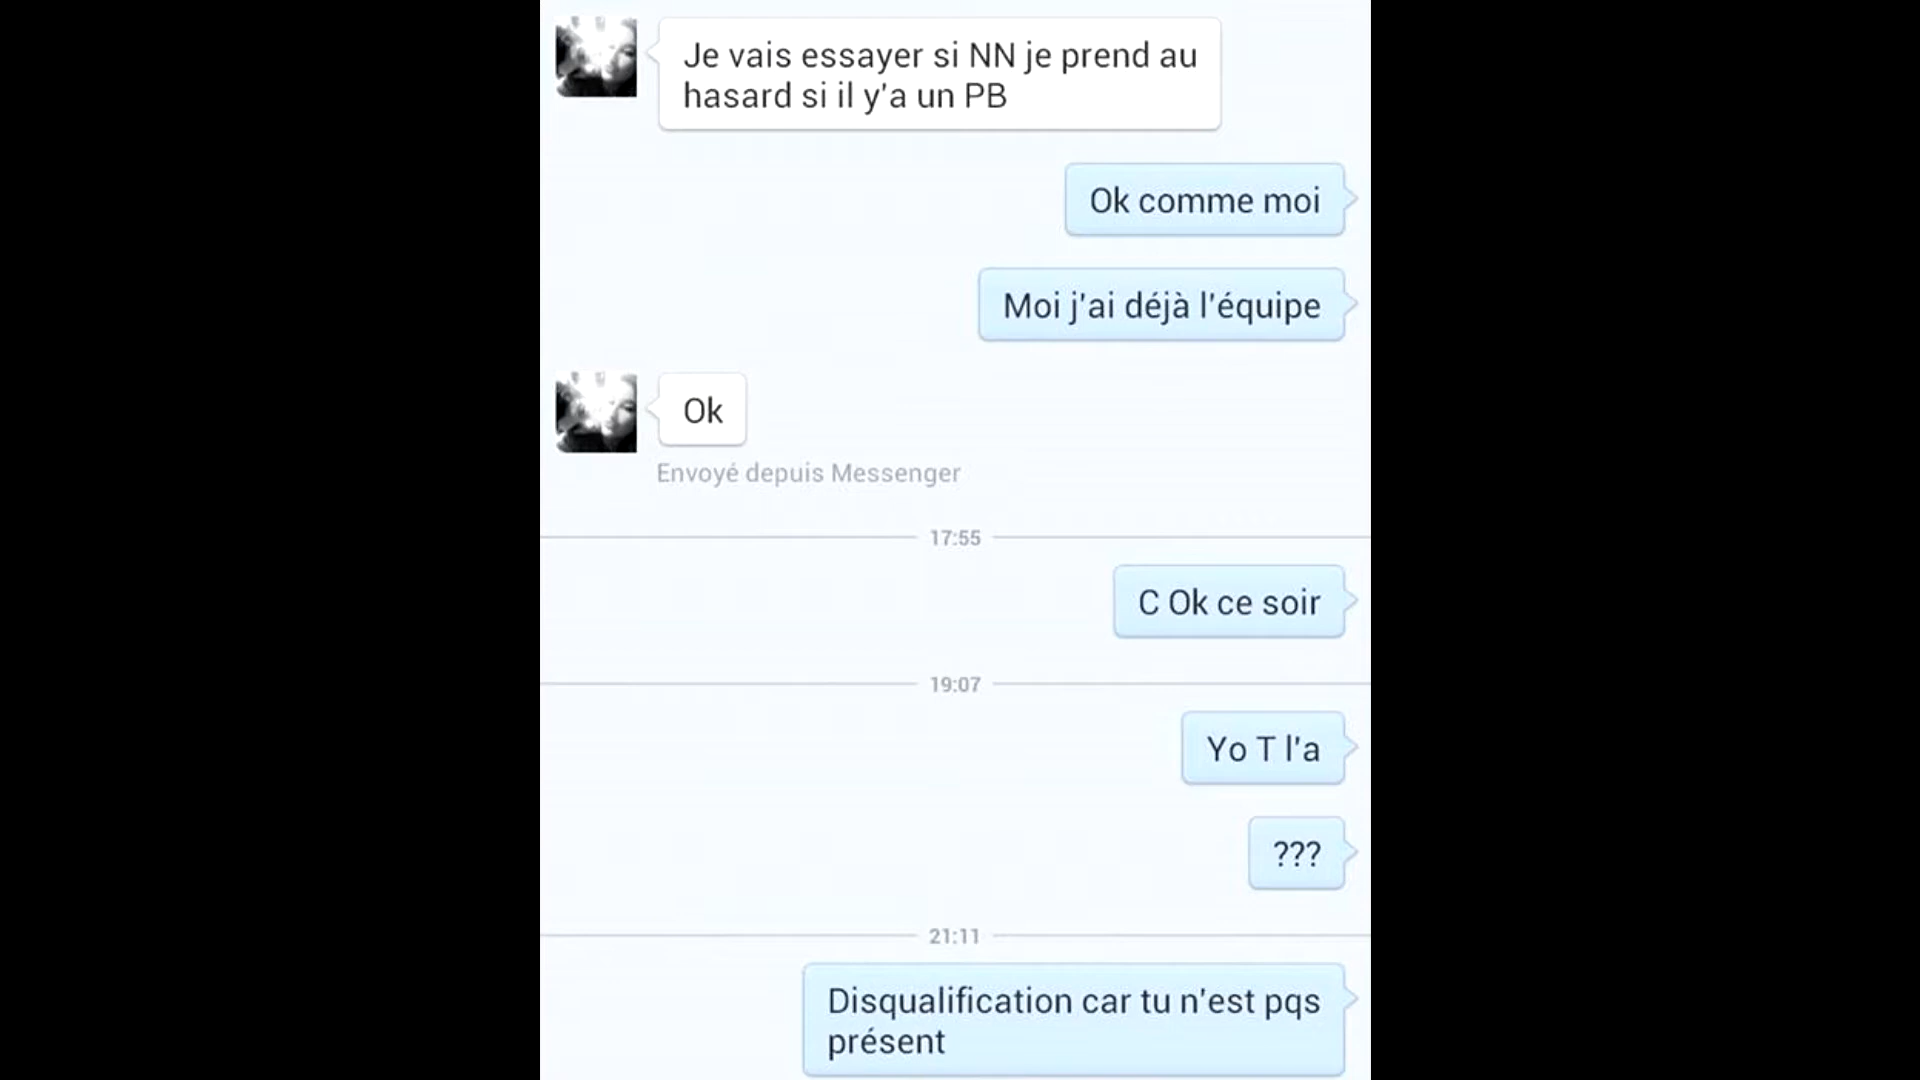 Je vais essayer si NN je prend au
hasard si il y'a un PB
Ok comme moi
Moi j'ai déjà l'équipe
Ok
Envoyé depuis Messenger
17:55
C Ok ce soir
19:07
Yo T l'a
???
21:11
Disqualification car tu n'est pqs
présent